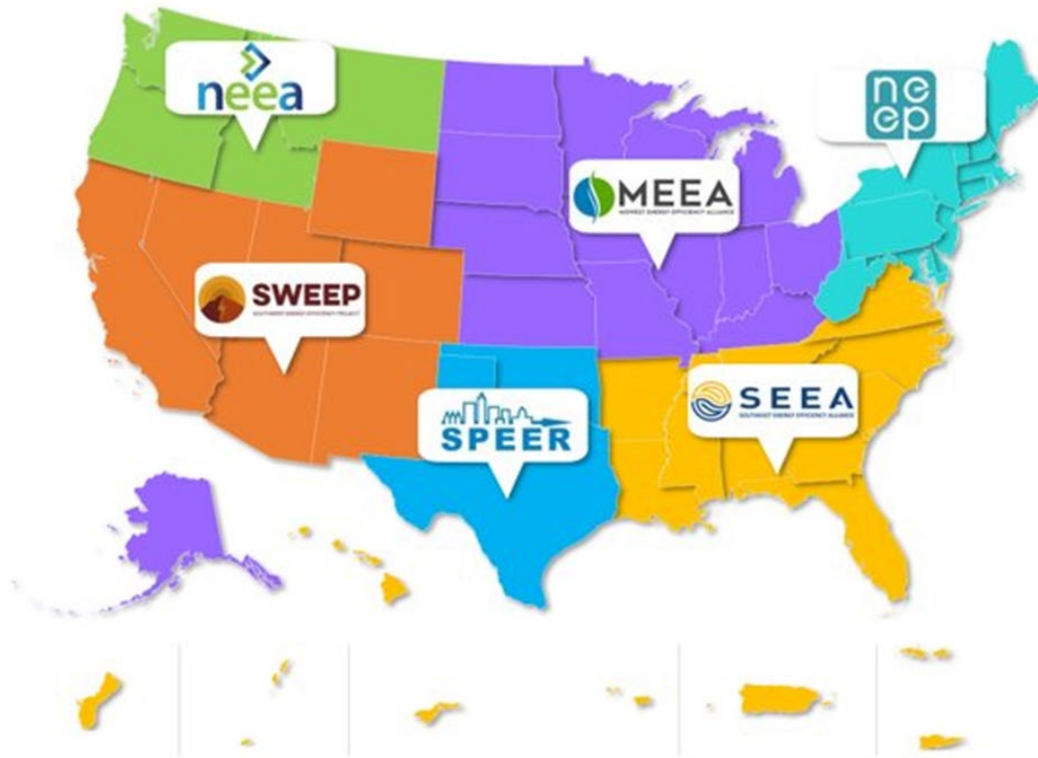 neea
ne
ep
MEEA
MIDWEST ENERGY EFFICIENCY ALLIANCE
SWEEP
SOUTHWEST ENERGY EFFICIENCY PROJECT
SEEA
SOUTHEAST ENERGY EFFICIENCY ALLIANCE
SPEER